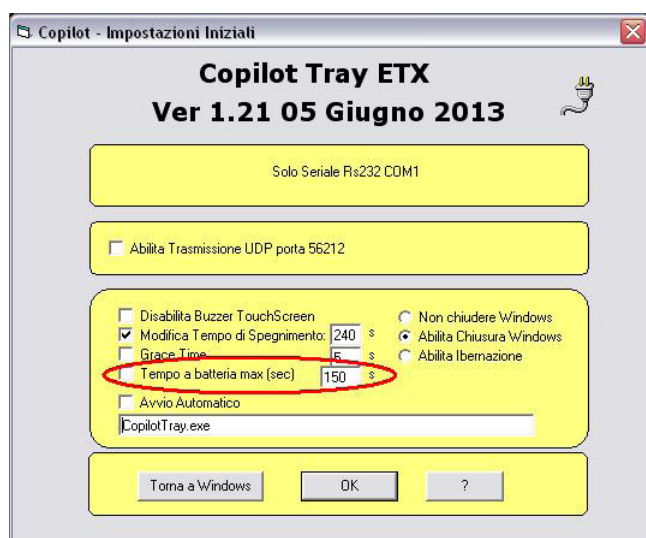 Copilot - Impostazioni Iniziali
Copilot Tray ETX
Ver 1.21 05 Giugno 2013
Solo Seriale Rs232 COM1
Abilita Trasmissione UDP porta 56212
Disabilita Buzzer TouchScreen
Non chiudere Windows
Modifica Tempo di Spegnimento: 240 s
Abilita Chiusura Windows
Grace Time 5 s
Abilita Ibernazione
Tempo a batteria max (sec) 150 s
Avvio Automatico
CopilotTray.exe
Torna a Windows
OK
?